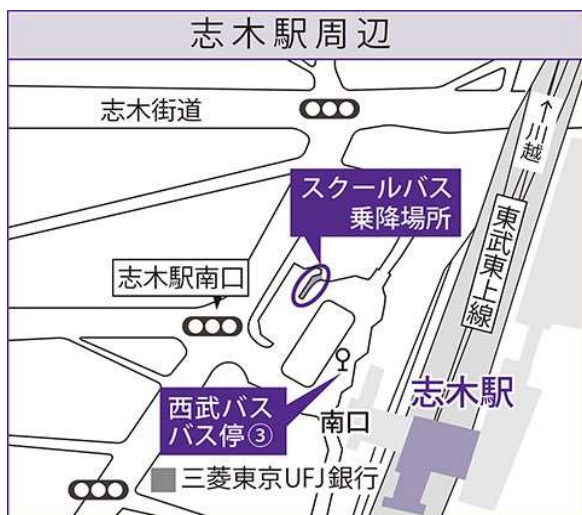 志木駅周辺
志木街道
↑川越
スクールバス
乗降場所
東武東上線
志木駅南口
西武バス
バス停③
南口
志木駅
三菱東京UFJ銀行